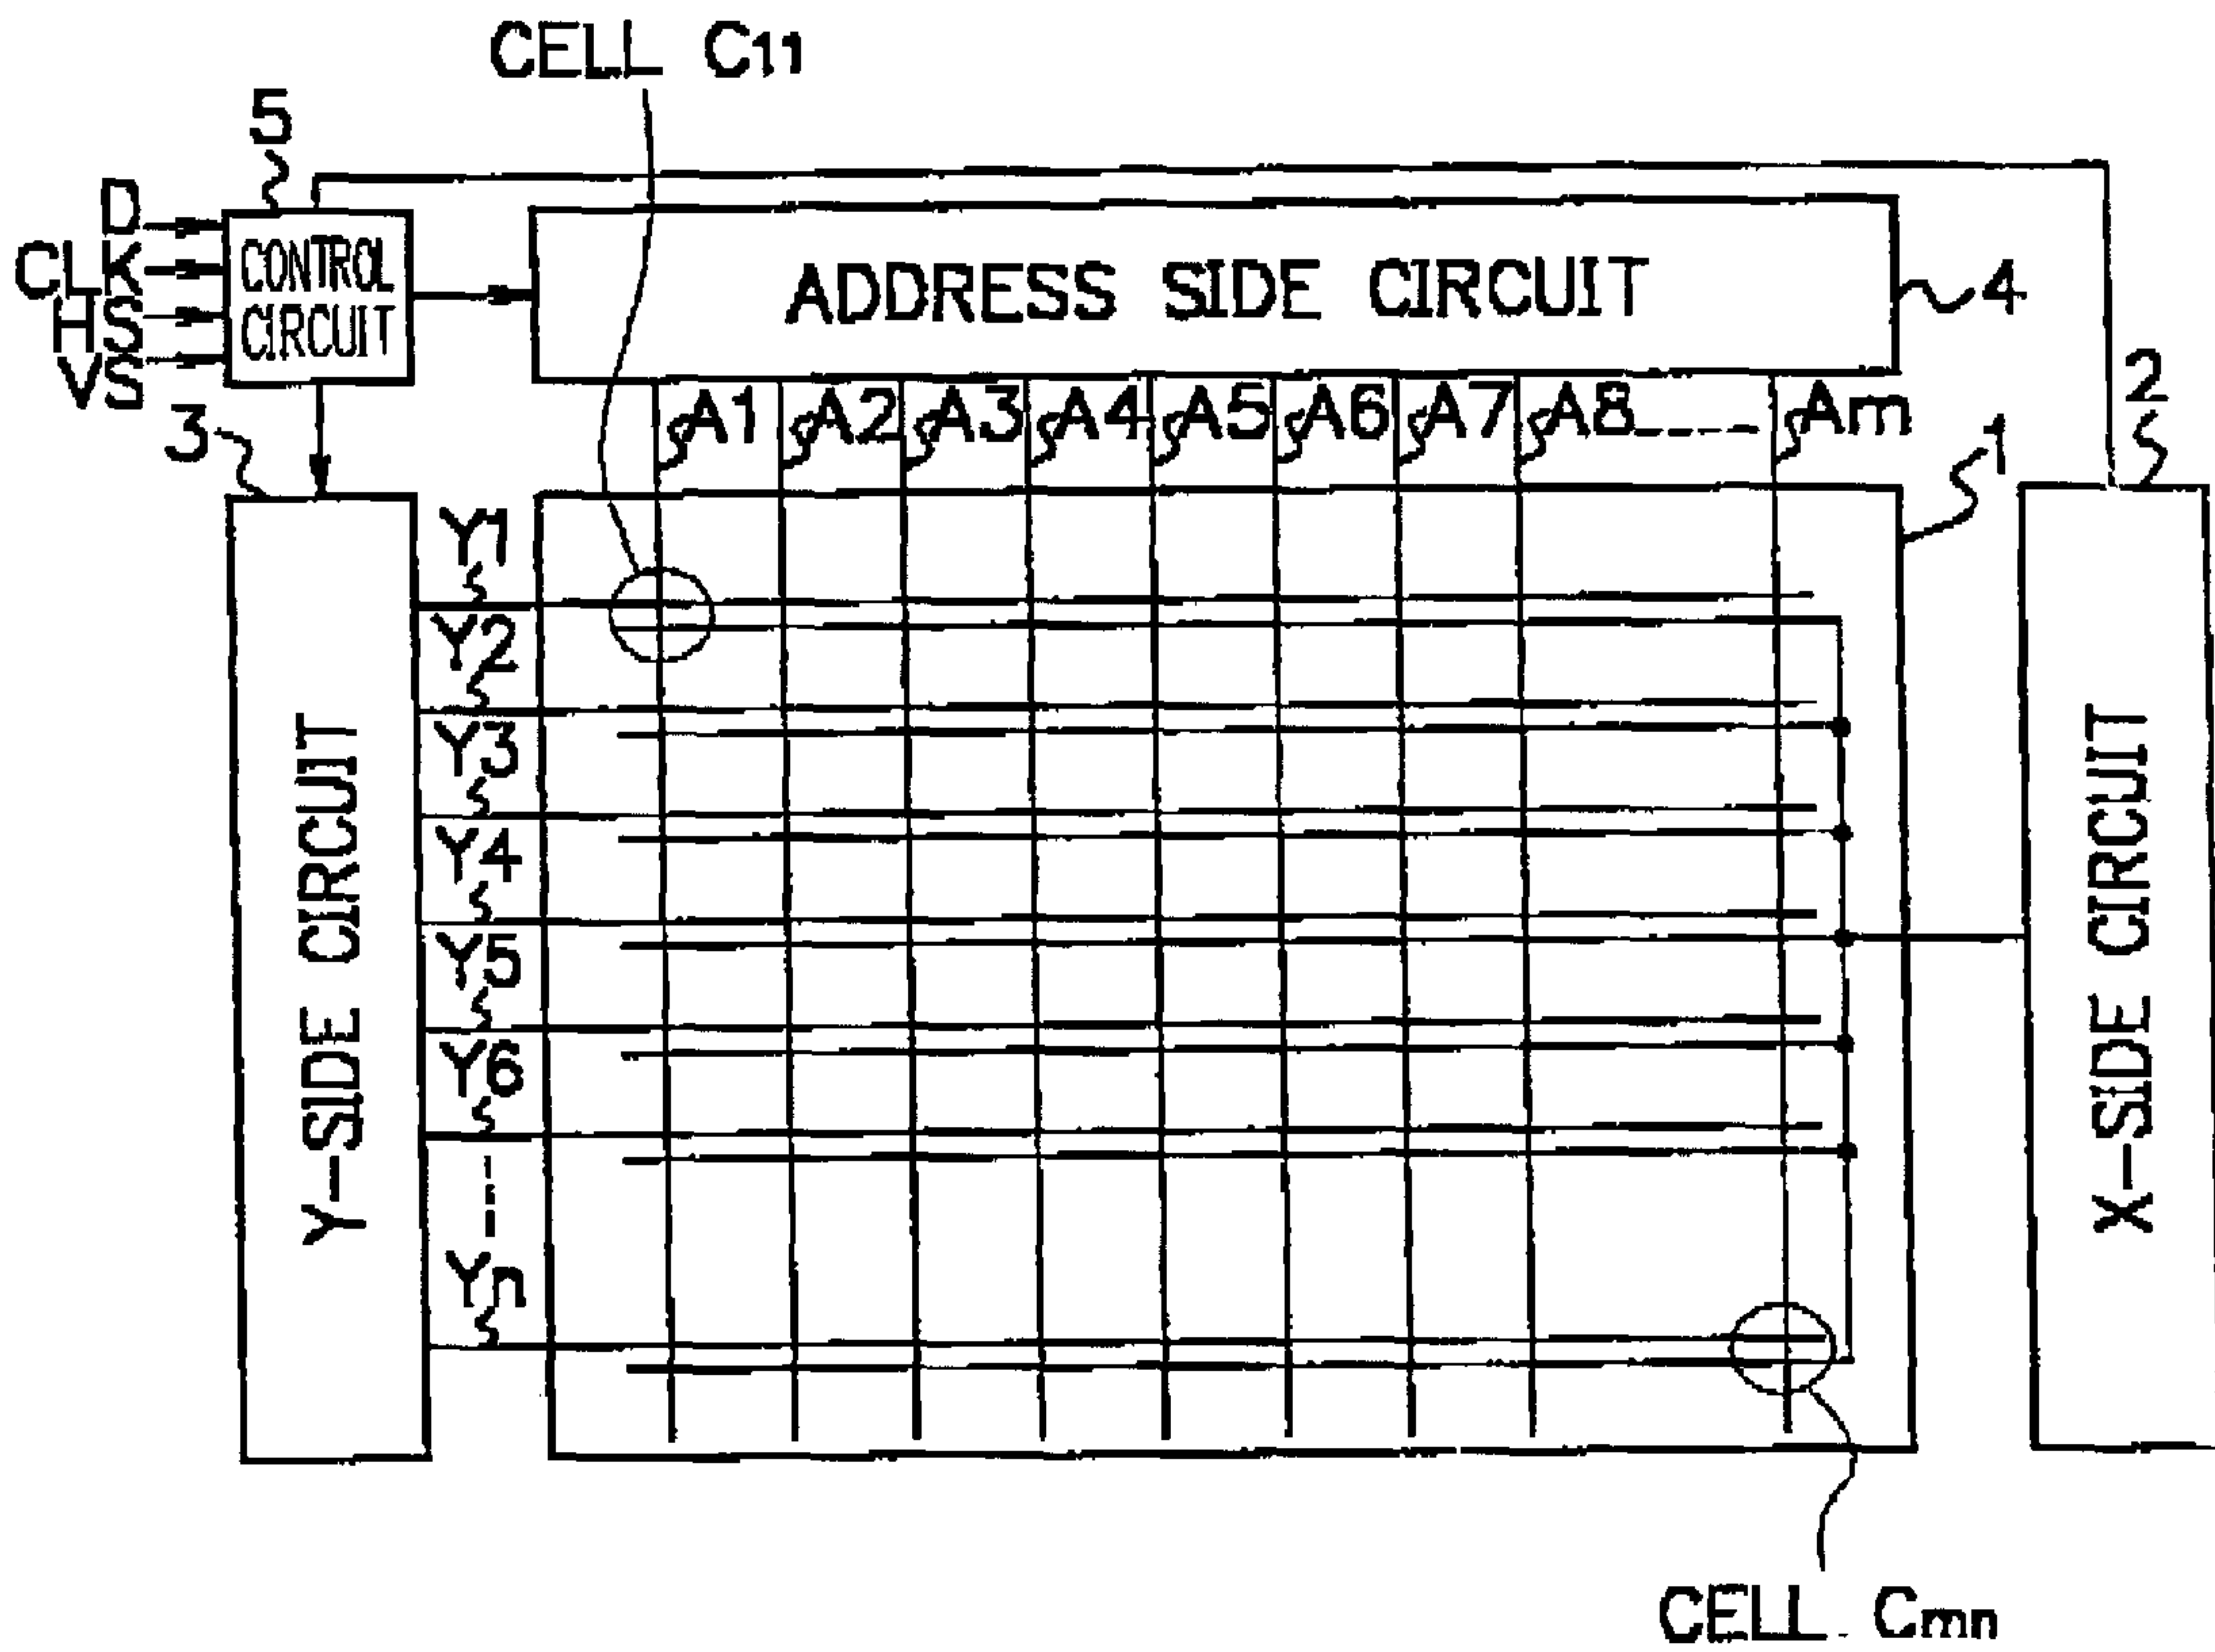 CELL C11
5
D
CLK
HS
VS
CONTROL
CIRCUIT
ADDRESS SIDE CIRCUIT
4
3
A1 A2 A3 A4 A5 A6 A7 A8 Am
2
1
Y1
Y2
Y3
Y4
Y5
Y6
Yn
Y-SIDE CIRCUIT
X-SIDE CIRCUIT
CELL Cmn